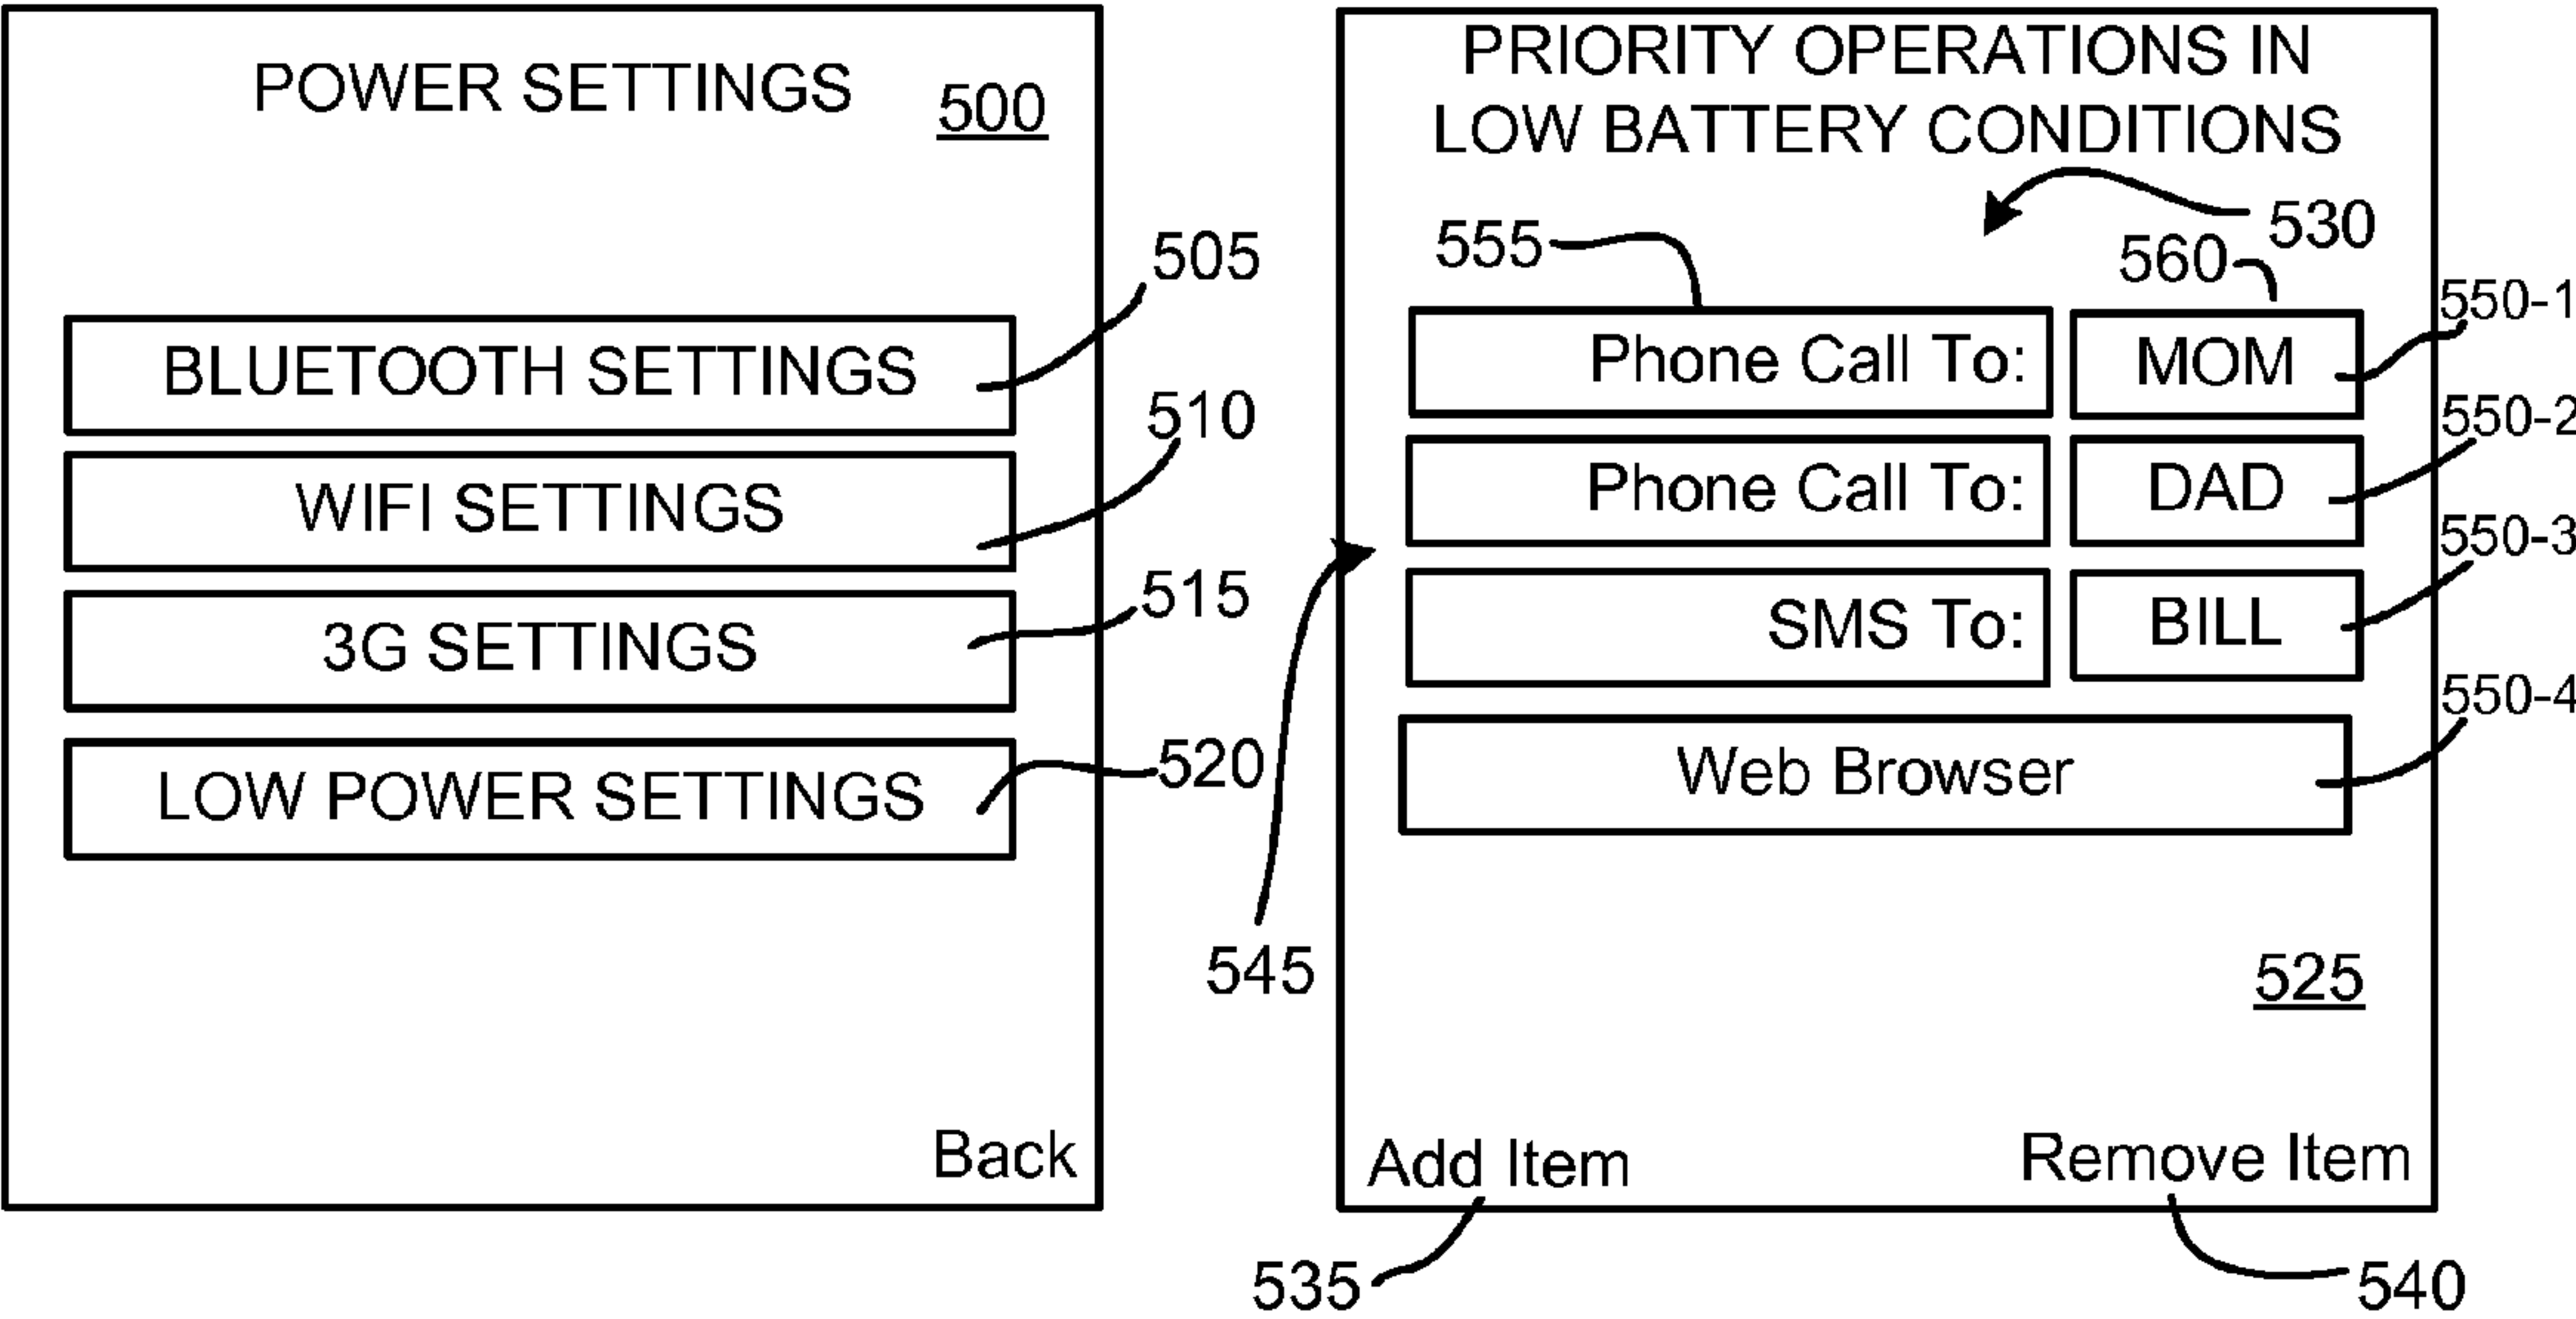 POWER SETTINGS
500
505
BLUETOOTH SETTINGS
510
WIFI SETTINGS
515
3G SETTINGS
520
LOW POWER SETTINGS
Back
PRIORITY OPERATIONS IN
LOW BATTERY CONDITIONS
530
555
560
550-1
Phone Call To: MOM
550-2
Phone Call To: DAD
550-3
SMS To: BILL
550-4
Web Browser
545
525
Add Item
Remove Item
535
540